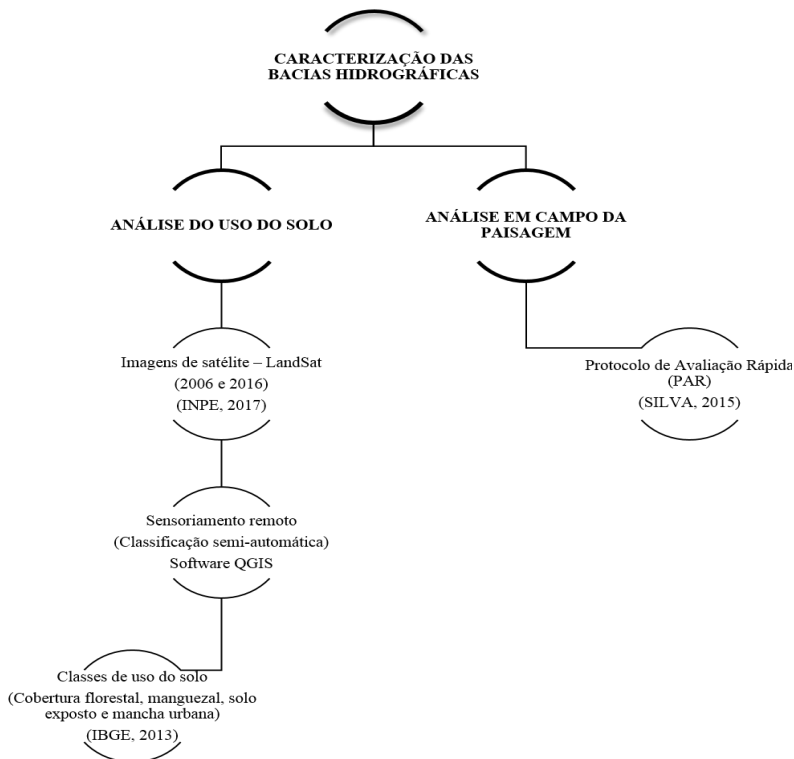 CARACTERIZAÇÃO DAS
BACIAS HIDROGRÁFICAS
ANÁLISE DO USO DO SOLO
ANÁLISE EM CAMPO DA
PAISAGEM
Imagens de satélite – LandSat
(2006 e 2016)
(INPE, 2017)
Protocolo de Avaliação Rápida
(PAR)
(SILVA, 2015)
Sensoriamento remoto
(Classificação semi-automática)
Software QGIS
Classes de uso do solo
(Cobertura florestal, manguezal, solo
exposto e mancha urbana)
(IBGE, 2013)